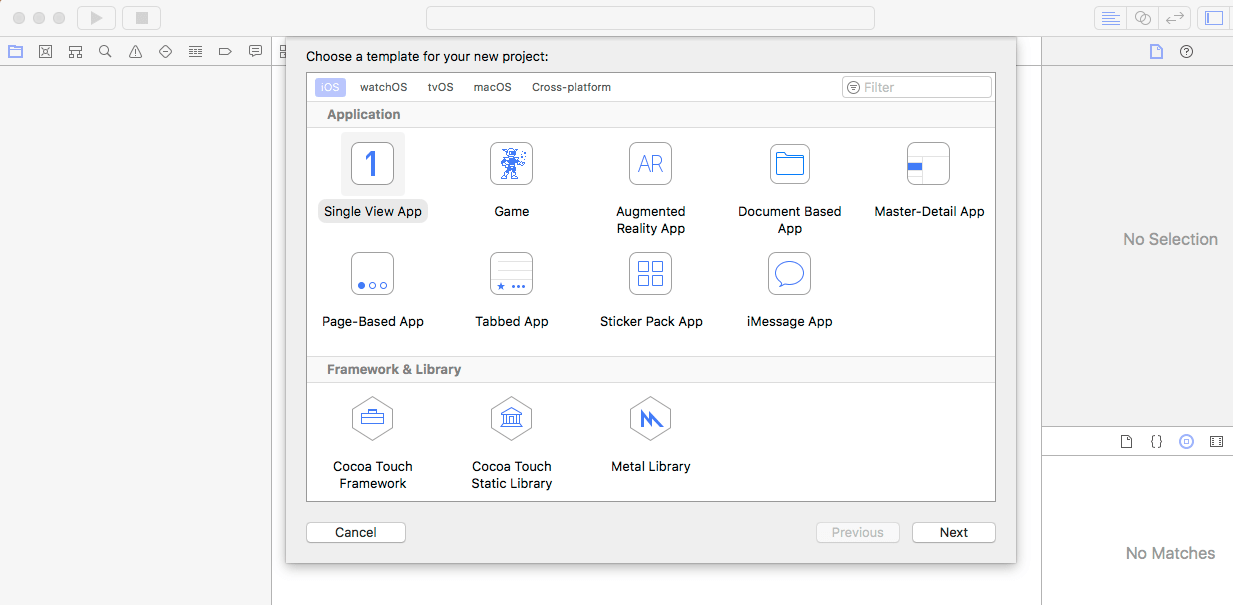 Choose a template for your new project:
iOS watchOS tvOS macOS Cross-platform Filter
Application
1 AR
Single View App Game Augmented Reality App Document Based App Master-Detail App
Page-Based App Tabbed App Sticker Pack App iMessage App
Framework & Library
Cocoa Touch Framework Cocoa Touch Static Library Metal Library
Cancel Previous Next
No Selection
{}
No Matches